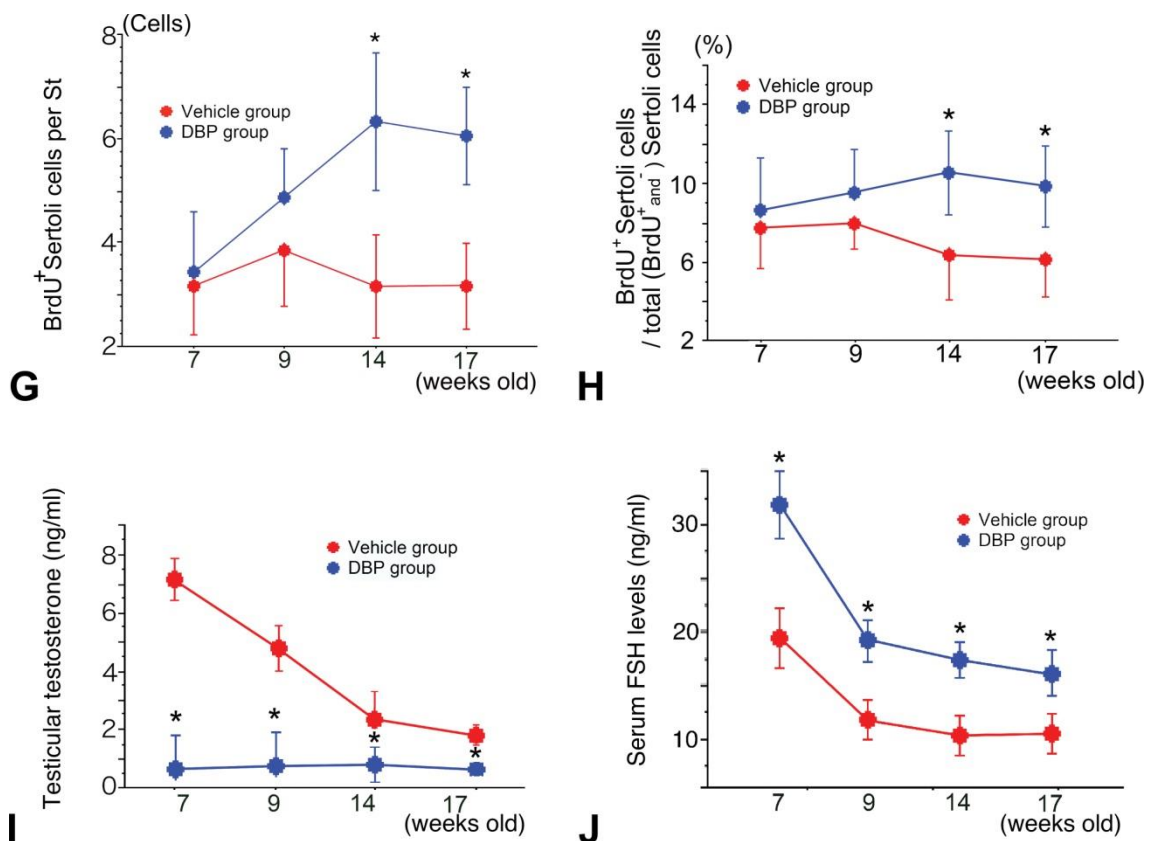 (Cells)
BrdU⁺ Sertoli cells per St
8
6
4
2
*
*
Vehicle group
DBP group
7 9 14 17
(weeks old)
G
(%)
BrdU⁺ Sertoli cells
/ total (BrdU⁺ and ⁻) Sertoli cells
14
10
6
2
*
*
Vehicle group
DBP group
7 9 14 17
(weeks old)
H
Testicular testosterone (ng/ml)
8
6
4
2
0
Vehicle group
DBP group
* * * *
7 9 14 17
(weeks old)
I
Serum FSH levels (ng/ml)
30
20
10
*
* * *
Vehicle group
DBP group
7 9 14 17
(weeks old)
J